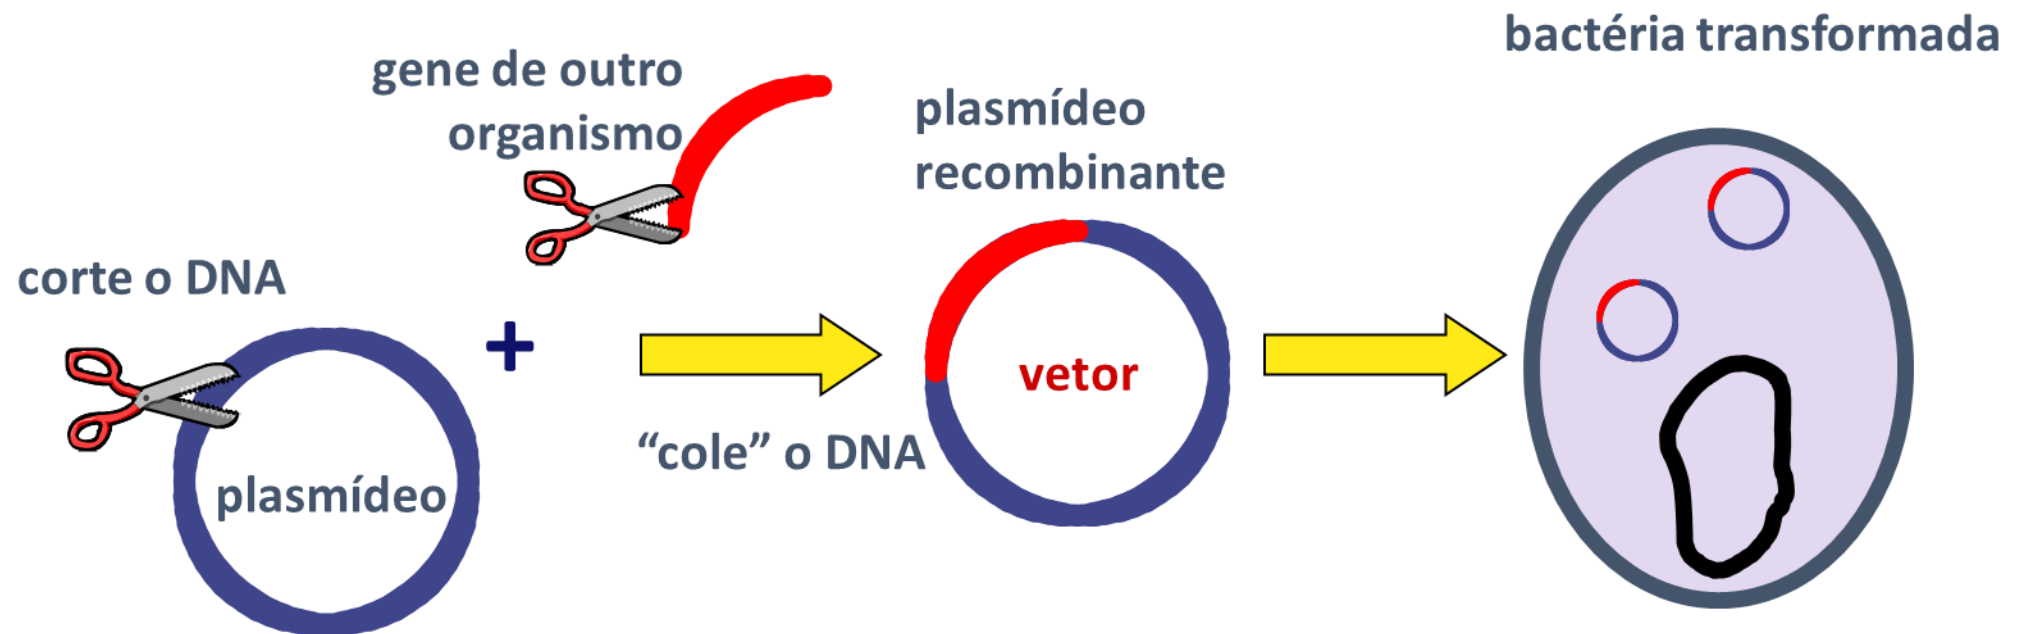 gene de outro
organismo
corte o DNA
plasmídeo
+
“cole” o DNA
plasmídeo
recombinante
vetor
bactéria transformada